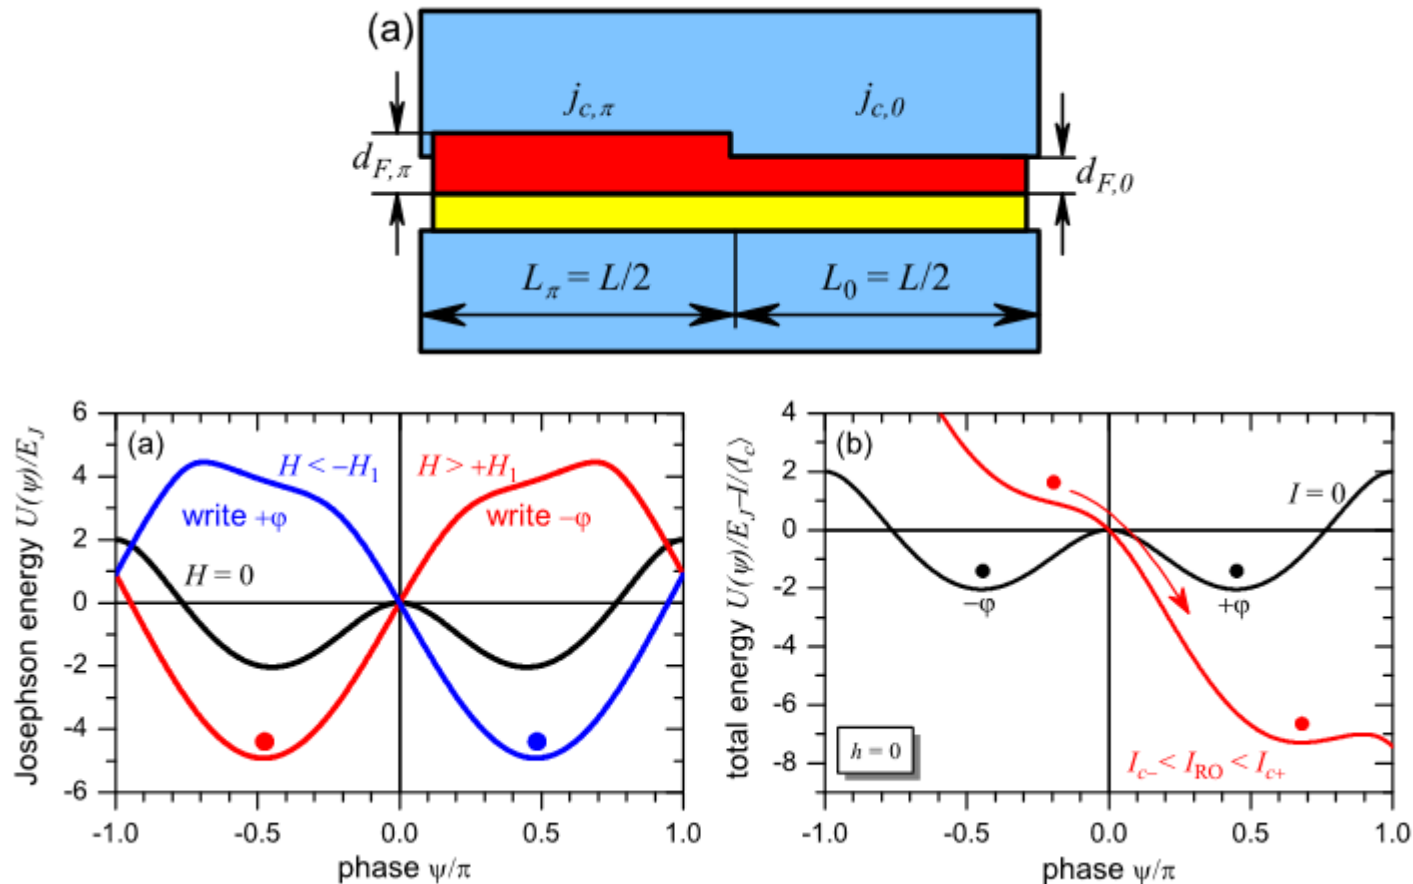 (a)
j_{c,π} j_{c,0}
d_{F,π} d_{F,0}
L_π = L/2 L_0 = L/2
(a)
Josephson energy U(ψ)/E_J
6
4
2
0
-2
-4
-6
H < −H_1 H > +H_1
write +φ write −φ
H = 0
-1.0 -0.5 0.0 0.5 1.0
phase ψ/π
(b)
total energy U(ψ)/E_J−I/⟨I_c⟩
4
2
0
-2
-4
-6
-8
I = 0
−φ +φ
h = 0
I_{c−} < I_{RO} < I_{c+}
-1.0 -0.5 0.0 0.5 1.0
phase ψ/π